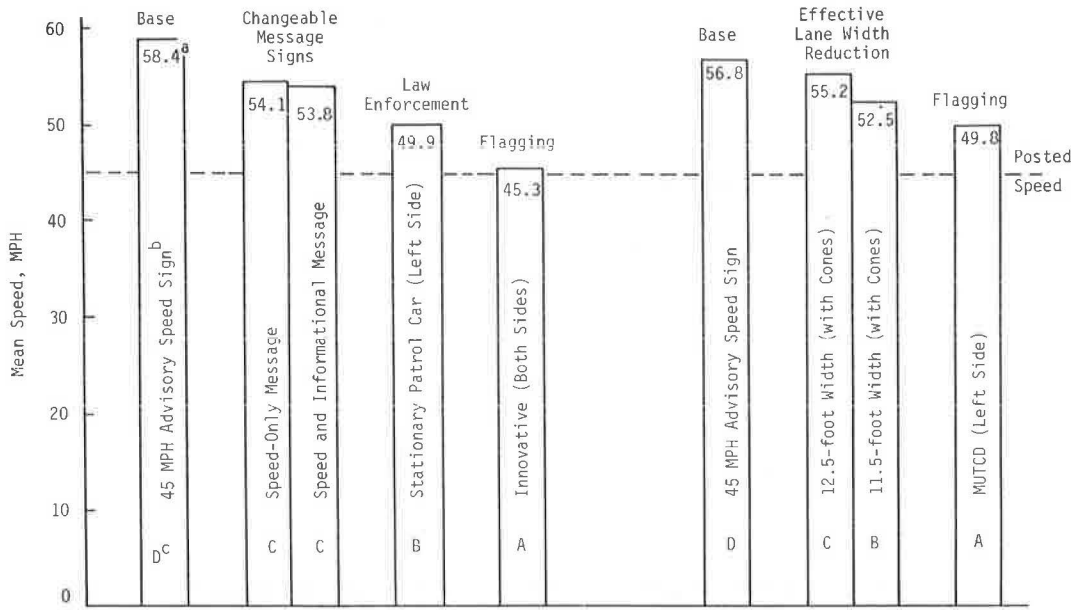 60
50
40
30
20
10
0
Mean Speed, MPH
Base
58.4a
45 MPH Advisory Speed Signb
Dc
Changeable
Message
Signs
54.1
Speed-Only Message
C
53.8
Speed and Informational Message
C
Law
Enforcement
49.9
Stationary Patrol Car (Left Side)
B
Flagging
45.3
Innovative (Both Sides)
A
Base
56.8
45 MPH Advisory Speed Sign
D
Effective
Lane Width
Reduction
55.2
12.5-foot Width (with Cones)
C
52.5
11.5-foot Width (with Cones)
B
Flagging
49.8
MUTCD (Left Side)
A
Posted
Speed